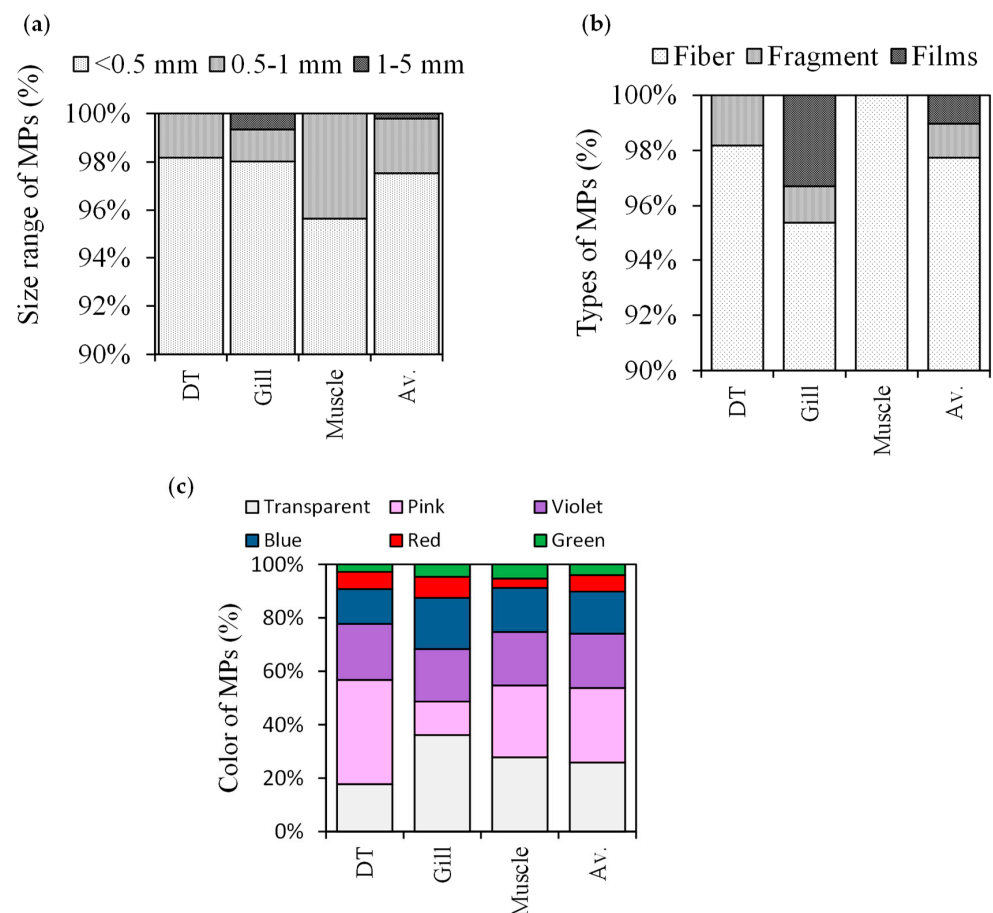 (a)
<0.5 mm 0.5-1 mm 1-5 mm
Size range of MPs (%)
100%
98%
96%
94%
92%
90%
DT
Gill
Muscle
Av.
(b)
Fiber Fragment Films
Types of MPs (%)
100%
98%
96%
94%
92%
90%
DT
Gill
Muscle
Av.
(c)
Transparent Pink Violet
Blue Red Green
Color of MPs (%)
100%
80%
60%
40%
20%
0%
DT
Gill
Muscle
Av.